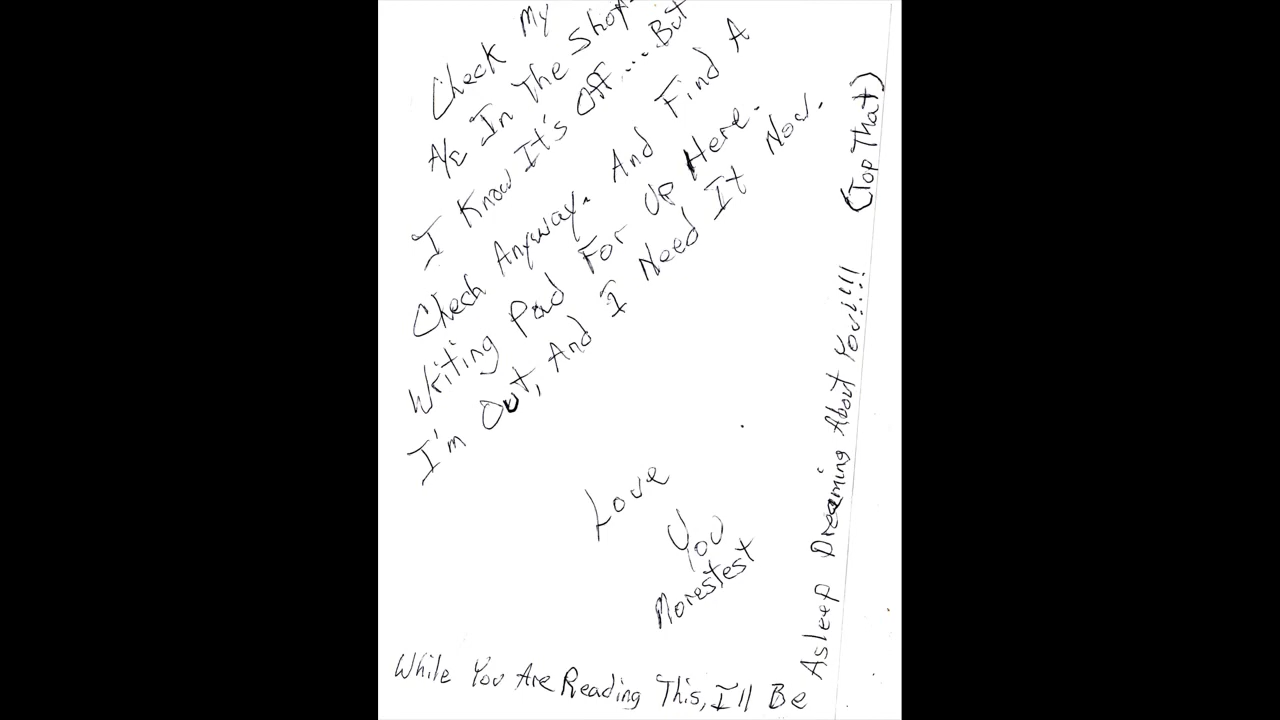 Check My
A/C In The Shop
I Know It's Off.... But
Check Anyway. And Find A
Writing Pad For Up Here.
I'm Out, And I Need It Now.
Love
You
Morestest
While You Are Reading This, I'll Be
Asleep Dreaming About You!!!!
(Top That)